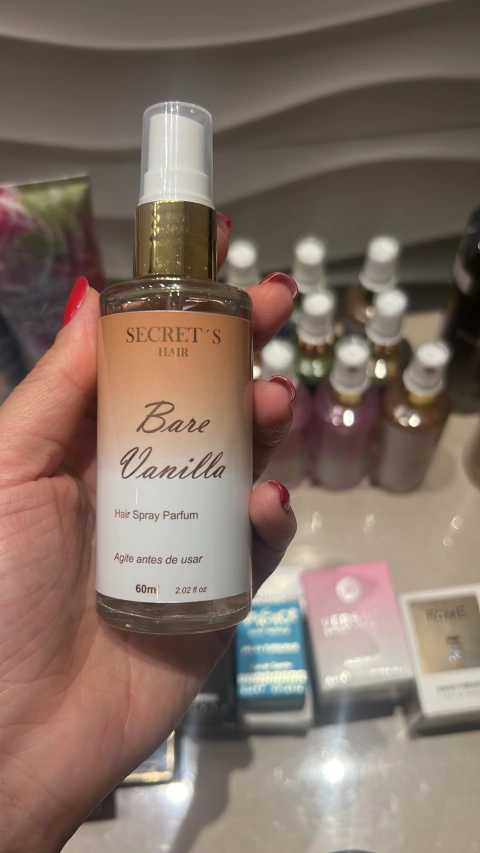 SECRET´S
HAIR
Bare
Vanilla
Hair Spray Parfum
Agite antes de usar
60ml 2.02 fl oz